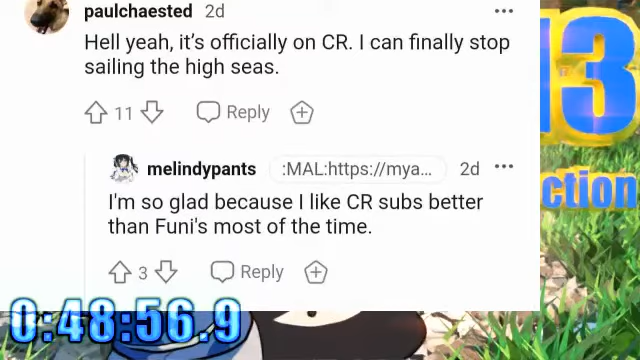 paulchaested 2d
Hell yeah, it's officially on CR. I can finally stop
sailing the high seas.
11 Reply
melindypants :MAL:https://mya... 2d
I'm so glad because I like CR subs better
than Funi's most of the time.
3 Reply
13
ction
0:48:56.9